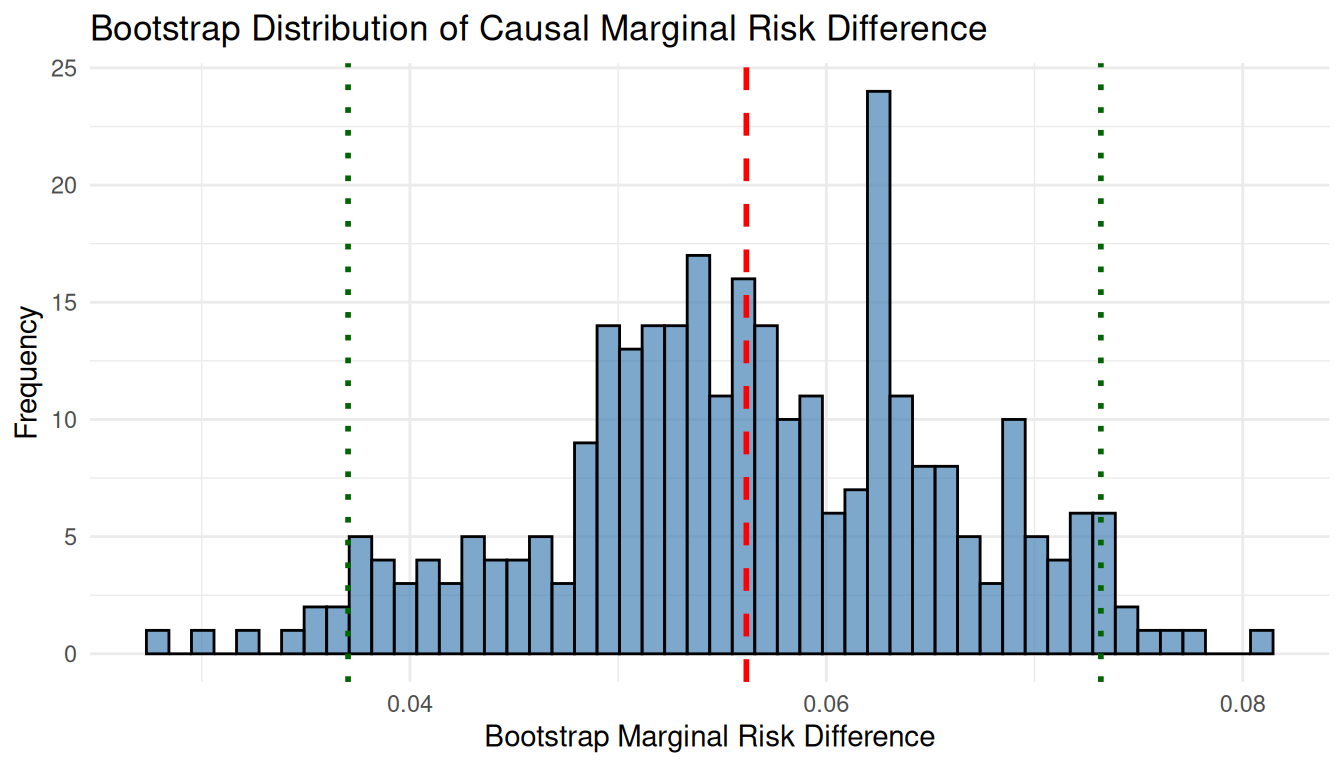 Bootstrap Distribution of Causal Marginal Risk Difference
25
20
15
10
5
0
Frequency
0.04 0.06 0.08
Bootstrap Marginal Risk Difference